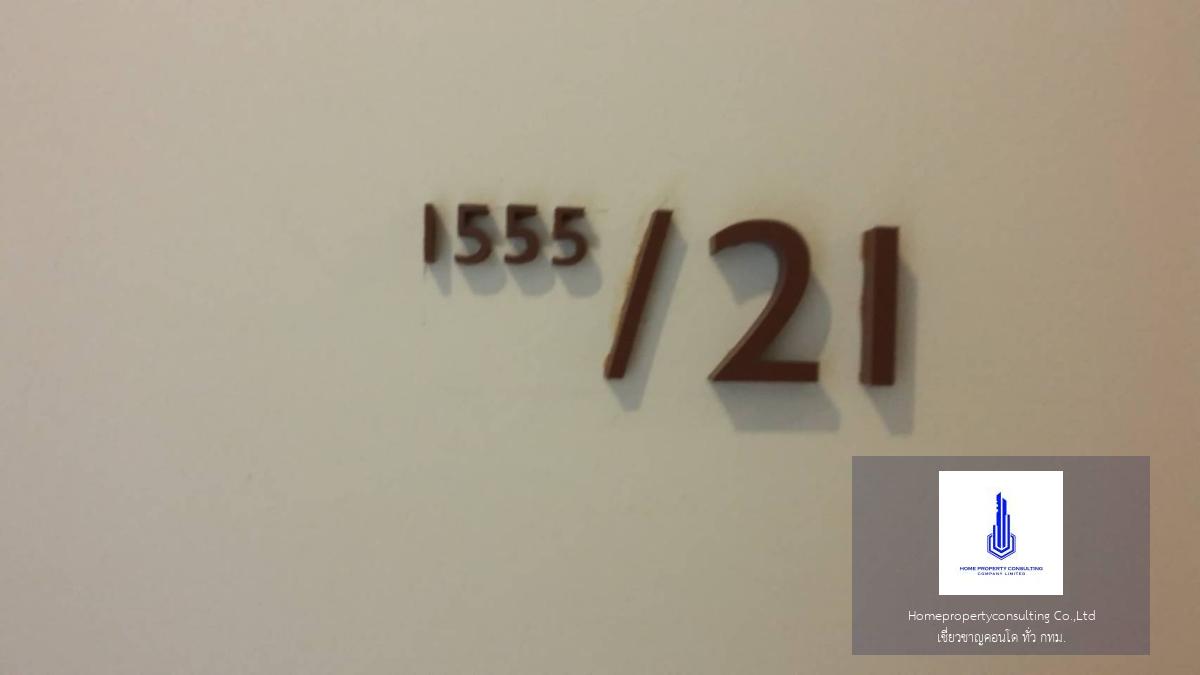 1555/21
HOME PROPERTY CONSULTING
COMPANY LIMITED
Homepropertyconsulting Co.,Ltd
เชี่ยวชาญคอนโด ทั่ว กทม.